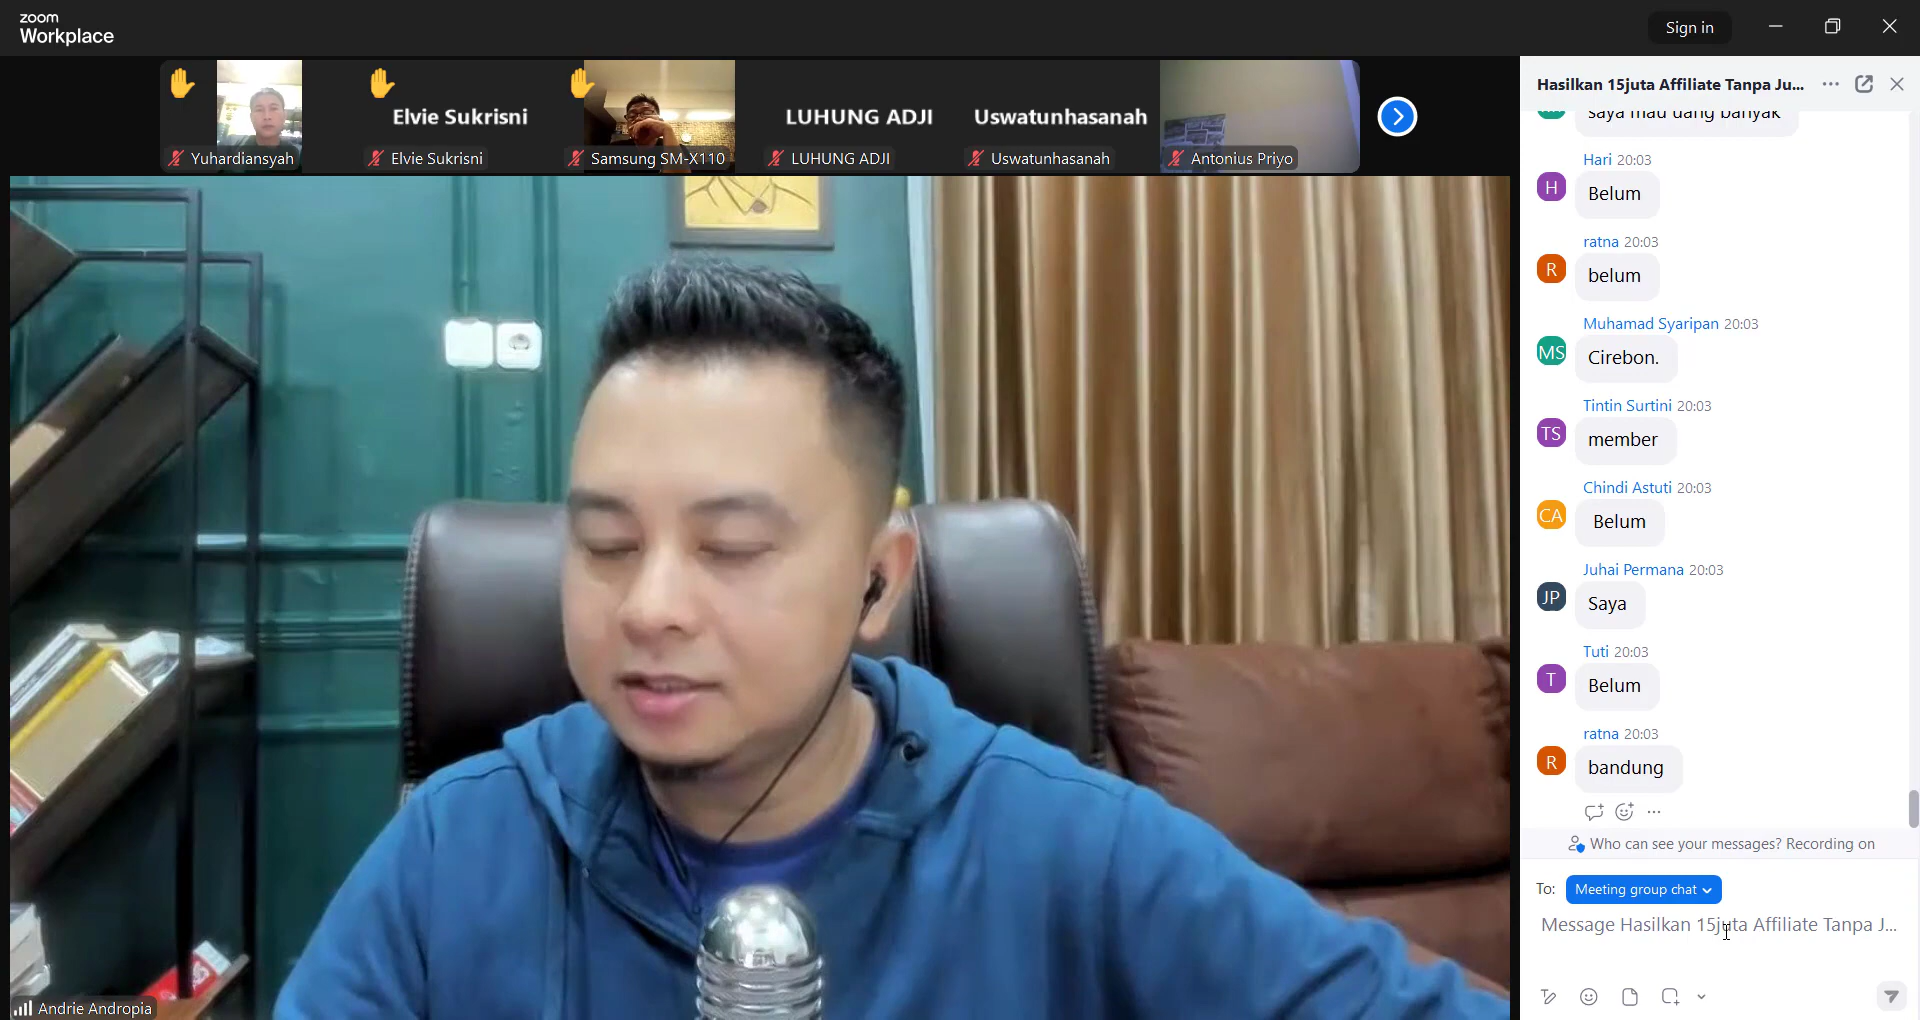 zoom
Workplace
Sign in
Elvie Sukrisni
LUHUNG ADJI
Uswatunhasanah
Yuhardiansyah
Elvie Sukrisni
Samsung SM-X110
LUHUNG ADJI
Uswatunhasanah
Antonius Priyo
Andrie Andropia
Hasilkan 15juta Affiliate Tanpa Ju...
saya mau uang banyak
Hari 20:03
H
Belum
ratna 20:03
R
belum
Muhamad Syaripan 20:03
MS
Cirebon.
Tintin Surtini 20:03
TS
member
Chindi Astuti 20:03
CA
Belum
Juhai Permana 20:03
JP
Saya
Tuti 20:03
T
Belum
ratna 20:03
R
bandung
Who can see your messages? Recording on
To: Meeting group chat
Message Hasilkan 15juta Affiliate Tanpa J...